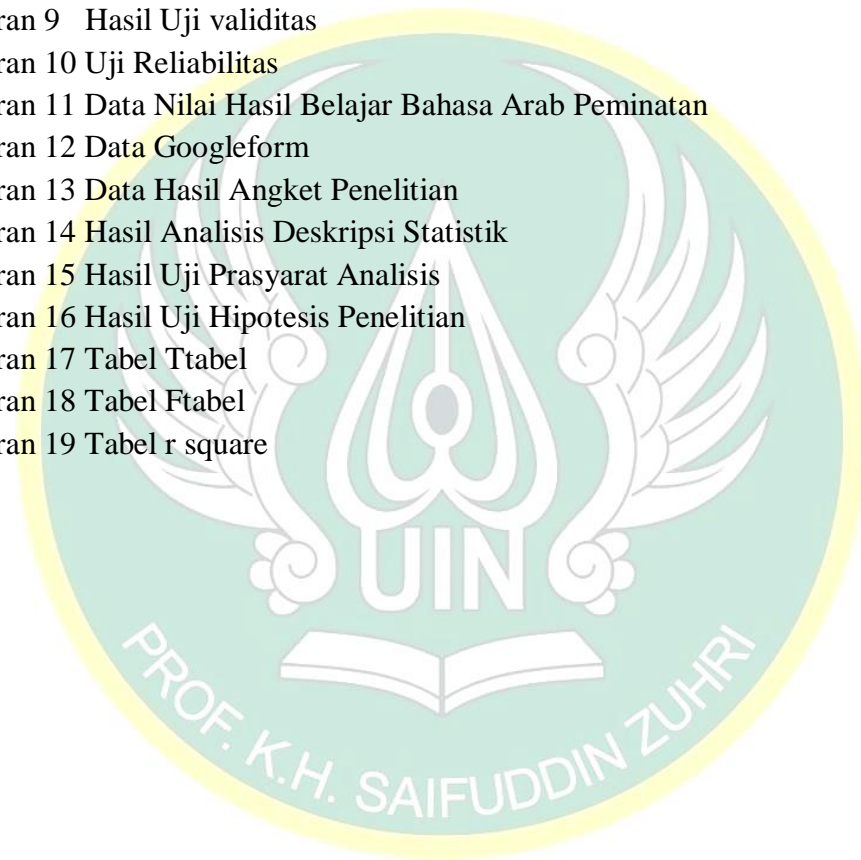 ran 9 Hasil Uji validitas
ran 10 Uji Reliabilitas
ran 11 Data Nilai Hasil Belajar Bahasa Arab Peminatan
ran 12 Data Googleform
ran 13 Data Hasil Angket Penelitian
ran 14 Hasil Analisis Deskripsi Statistik
ran 15 Hasil Uji Prasyarat Analisis
ran 16 Hasil Uji Hipotesis Penelitian
ran 17 Tabel Ttabel
ran 18 Tabel Ftabel
ran 19 Tabel r square
UIN
PROF. K.H. SAIFUDDIN ZUHRI